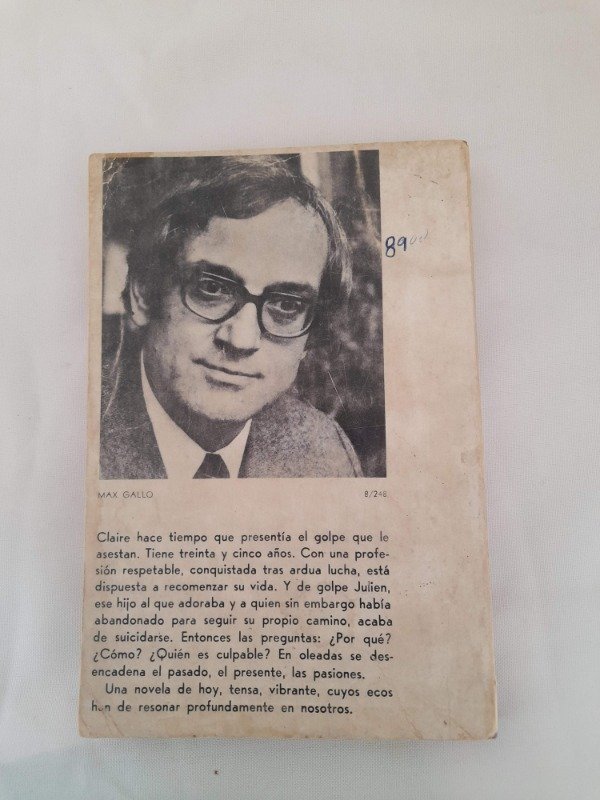 8900
MAX GALLO 8/248
Claire hace tiempo que presentía el golpe que le
asestan. Tiene treinta y cinco años. Con una profe-
sión respetable, conquistada tras ardua lucha, está
dispuesta a recomenzar su vida. Y de golpe Julien,
ese hijo al que adoraba y a quien sin embargo había
abandonado para seguir su propio camino, acaba
de suicidarse. Entonces las preguntas: ¿Por qué?
¿Cómo? ¿Quién es culpable? En oleadas se des-
encadena el pasado, el presente, las pasiones.
Una novela de hoy, tensa, vibrante, cuyos ecos
han de resonar profundamente en nosotros.